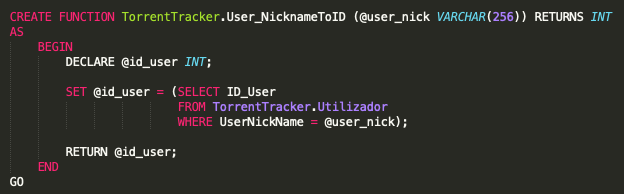 CREATE FUNCTION TorrentTracker.User_NicknameToID (@user_nick VARCHAR(256)) RETURNS INT
AS
BEGIN
DECLARE @id_user INT;
SET @id_user = (SELECT ID_User
FROM TorrentTracker.Utilizador
WHERE UserNickName = @user_nick);
RETURN @id_user;
END
GO